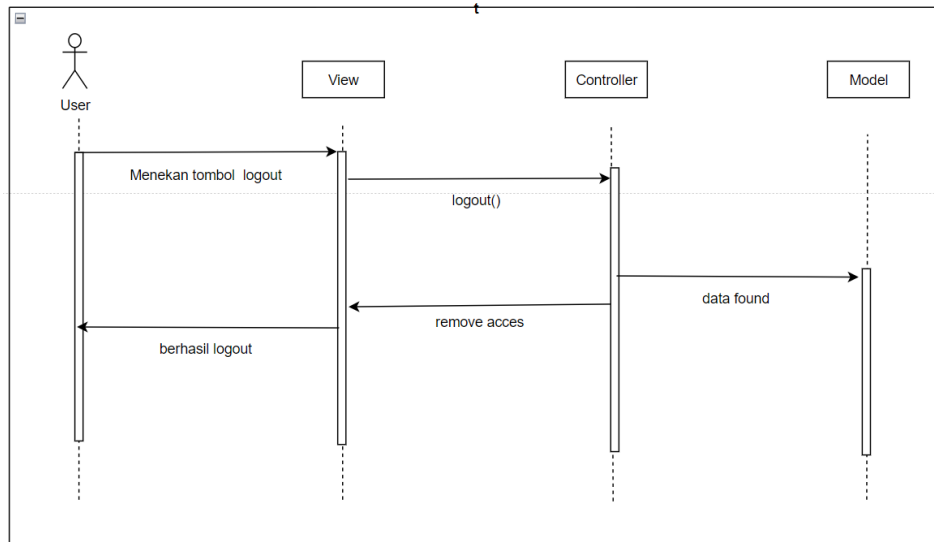 t
User
View
Controller
Model
Menekan tombol logout
logout()
data found
remove acces
berhasil logout